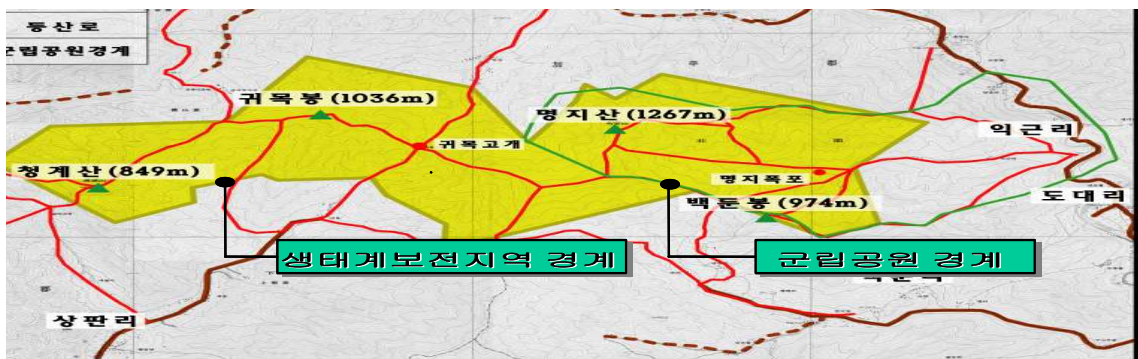 등산로
군립공원경계
귀목봉 (1036m)
명지산 (1267m)
익근리
귀목고개
청계산 (849m)
명지폭포
도대리
백둔봉 (974m)
생태계보전지역 경계
군립공원 경계
상판리